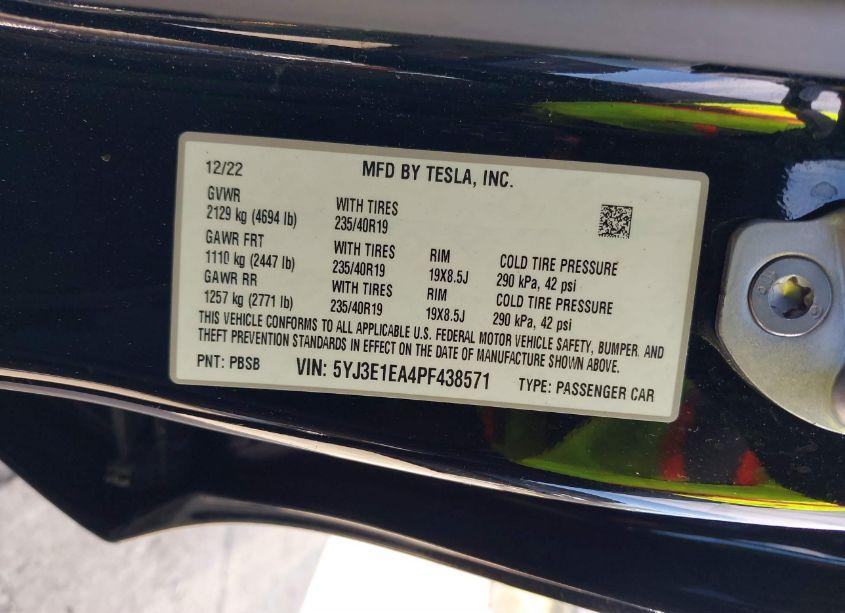 12/22 MFD BY TESLA, INC.
GVWR
2129 kg (4694 lb) WITH TIRES 235/40R19
GAWR FRT
1110 kg (2447 lb) WITH TIRES 235/40R19 RIM 19X8.5J COLD TIRE PRESSURE 290 kPa, 42 psi
GAWR RR
1257 kg (2771 lb) WITH TIRES 235/40R19 RIM 19X8.5J COLD TIRE PRESSURE 290 kPa, 42 psi
THIS VEHICLE CONFORMS TO ALL APPLICABLE U.S. FEDERAL MOTOR VEHICLE SAFETY, BUMPER, AND
THEFT PREVENTION STANDARDS IN EFFECT ON THE DATE OF MANUFACTURE SHOWN ABOVE.
PNT: PBSB VIN: 5YJ3E1EA4PF438571 TYPE: PASSENGER CAR